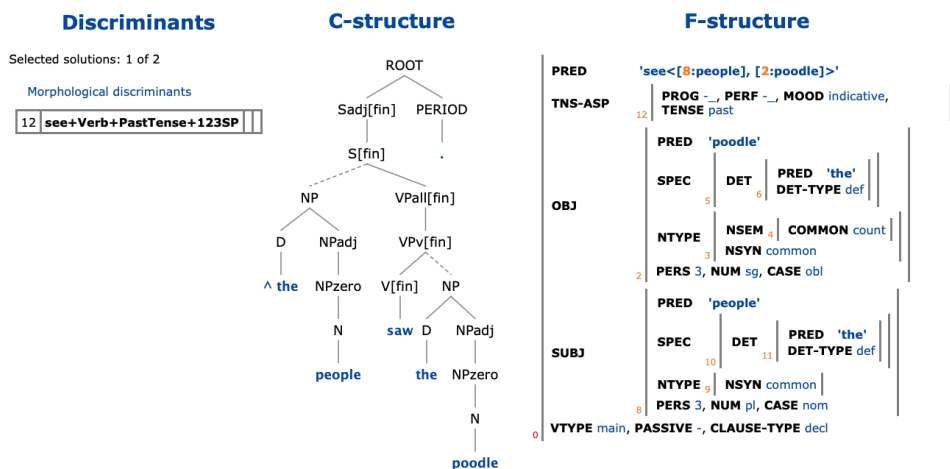 Discriminants
Selected solutions: 1 of 2
Morphological discriminants
12 see+Verb+PastTense+123SP
C-structure
ROOT
Sadj[fin] PERIOD
S[fin] .
NP VPall[fin]
D NPadj VPv[fin]
^ the NPzero V[fin] NP
N saw D NPadj
people the NPzero
N
poodle
F-structure
PRED 'see<[8:people], [2:poodle]>'
TNS-ASP 12 PROG -_, PERF -_, MOOD indicative,
TENSE past
OBJ 2 PRED 'poodle'
SPEC 5 DET 6 PRED 'the'
DET-TYPE def
NTYPE 3 NSEM 4 COMMON count
NSYN common
PERS 3, NUM sg, CASE obl
SUBJ 8 PRED 'people'
SPEC 10 DET 11 PRED 'the'
DET-TYPE def
NTYPE 9 NSYN common
PERS 3, NUM pl, CASE nom
0 VTYPE main, PASSIVE -, CLAUSE-TYPE decl